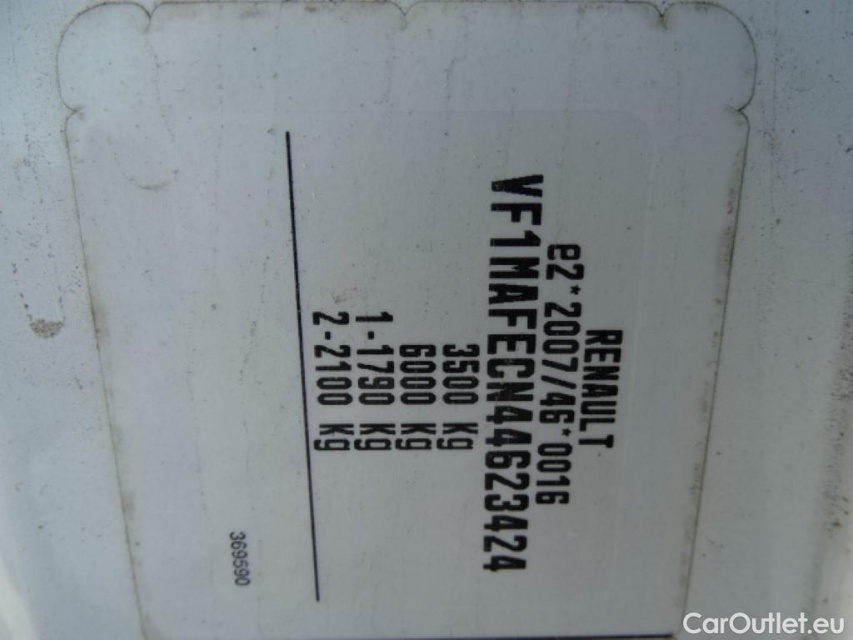 RENAULT
e2*2007/46*0016
VF1MAFECN44623424
3500 Kg
6000 Kg
1-1790 Kg
2-2100 Kg
369590
CarOutlet.eu